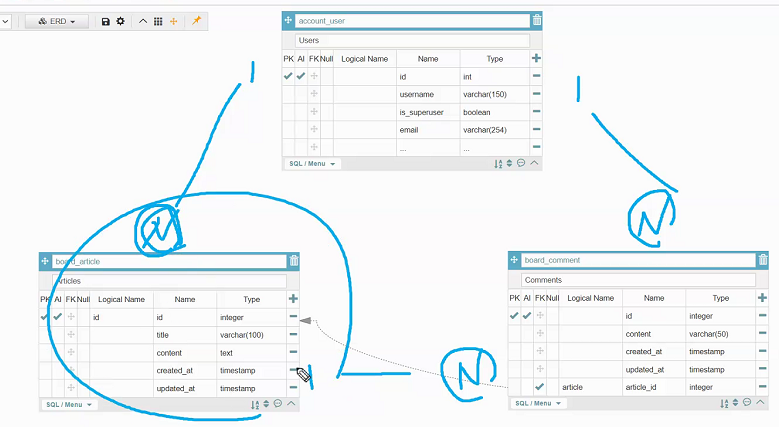 ERD
account_user
Users
PK AI FK Null Logical Name Name Type
id int
username varchar(150)
is_superuser boolean
email varchar(254)
... ...
SQL / Menu
1
1
N
N
board_article
Articles
PK AI FK Null Logical Name Name Type
id id integer
title varchar(100)
content text
created_at timestamp
updated_at timestamp
SQL / Menu
1
N
board_comment
Comments
PK AI FK Null Logical Name Name Type
id integer
content varchar(50)
created_at timestamp
updated_at timestamp
article article_id integer
SQL / Menu